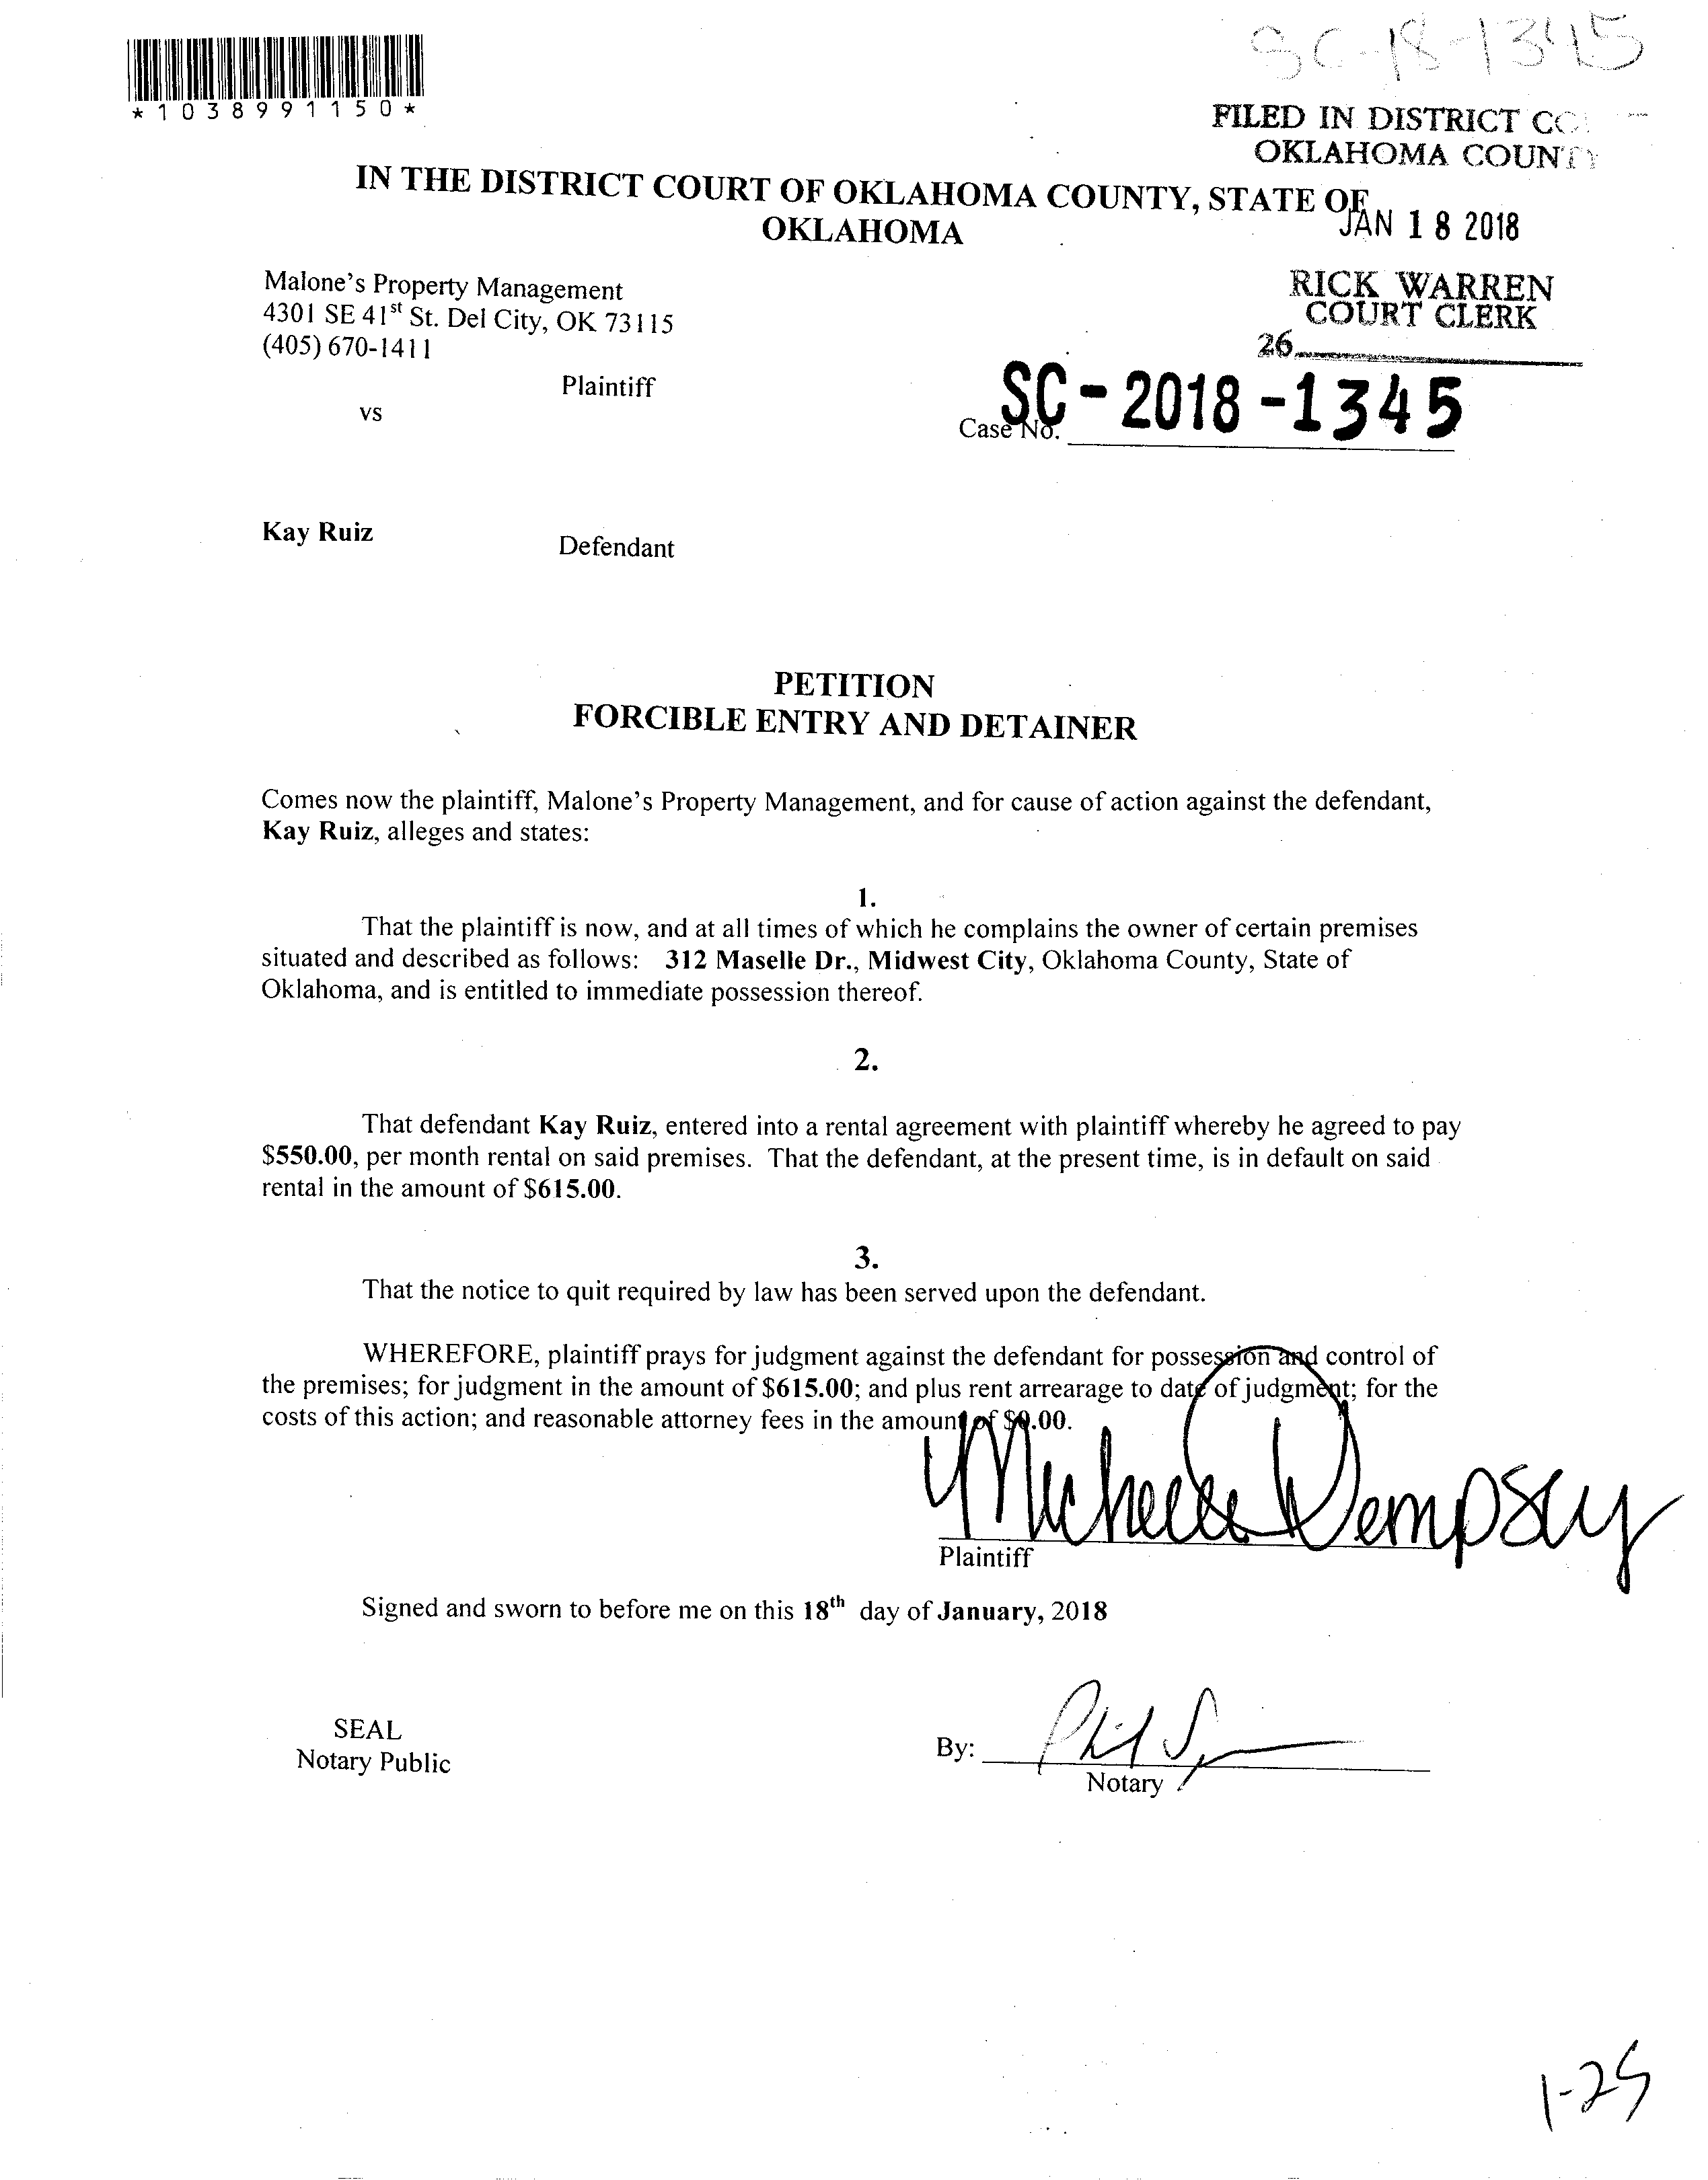 SC-18-1345
*1038991150*
FILED IN DISTRICT
OKLAHOMA COUNTY
IN THE DISTRICT COURT OF OKLAHOMA COUNTY, STATE OF
OKLAHOMA
JAN 18 2018
Malone's Property Management
4301 SE 41st St. Del City, OK 73115
(405) 670-1411
RICK WARREN
COURT CLERK
26
Plaintiff
vs
Case No. SC-2018-1345
Kay Ruiz
Defendant
PETITION
FORCIBLE ENTRY AND DETAINER
Comes now the plaintiff, Malone's Property Management, and for cause of action against the defendant,
Kay Ruiz, alleges and states:
1.
That the plaintiff is now, and at all times of which he complains the owner of certain premises
situated and described as follows: 312 Maselle Dr., Midwest City, Oklahoma County, State of
Oklahoma, and is entitled to immediate possession thereof.
2.
That defendant Kay Ruiz, entered into a rental agreement with plaintiff whereby he agreed to pay
$550.00, per month rental on said premises. That the defendant, at the present time, is in default on said
rental in the amount of $615.00.
3.
That the notice to quit required by law has been served upon the defendant.
WHEREFORE, plaintiff prays for judgment against the defendant for possession and control of
the premises; for judgment in the amount of $615.00; and plus rent arrearage to date of judgment; for the
costs of this action; and reasonable attorney fees in the amount of $0.00.
Michelle Dempsey
Plaintiff
Signed and sworn to before me on this 18th day of January, 2018
SEAL
Notary Public
By:
Notary
1-25